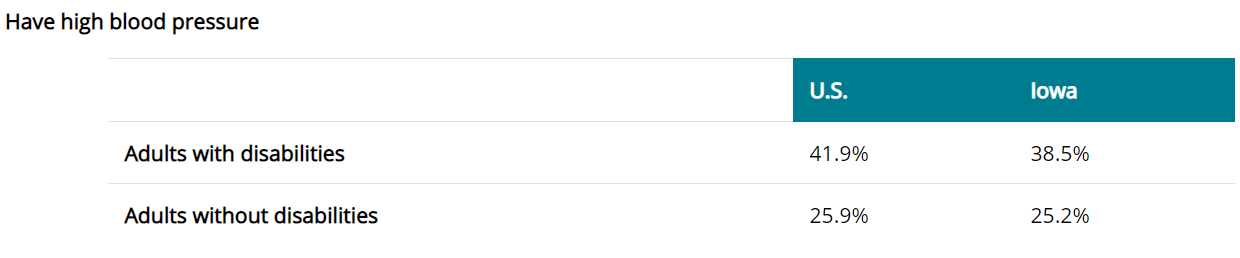 Have high blood pressure
U.S. Iowa
Adults with disabilities 41.9% 38.5%
Adults without disabilities 25.9% 25.2%